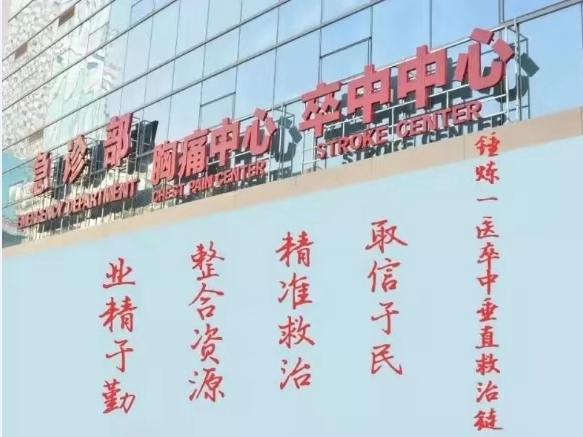 急诊部 胸痛中心 卒中中心
EMERGENCY DEPARTMENT CHEST PAIN CENTER STROKE CENTER
锤炼一医卒中垂直救治链
取信于民
精准救治
整合资源
业精于勤